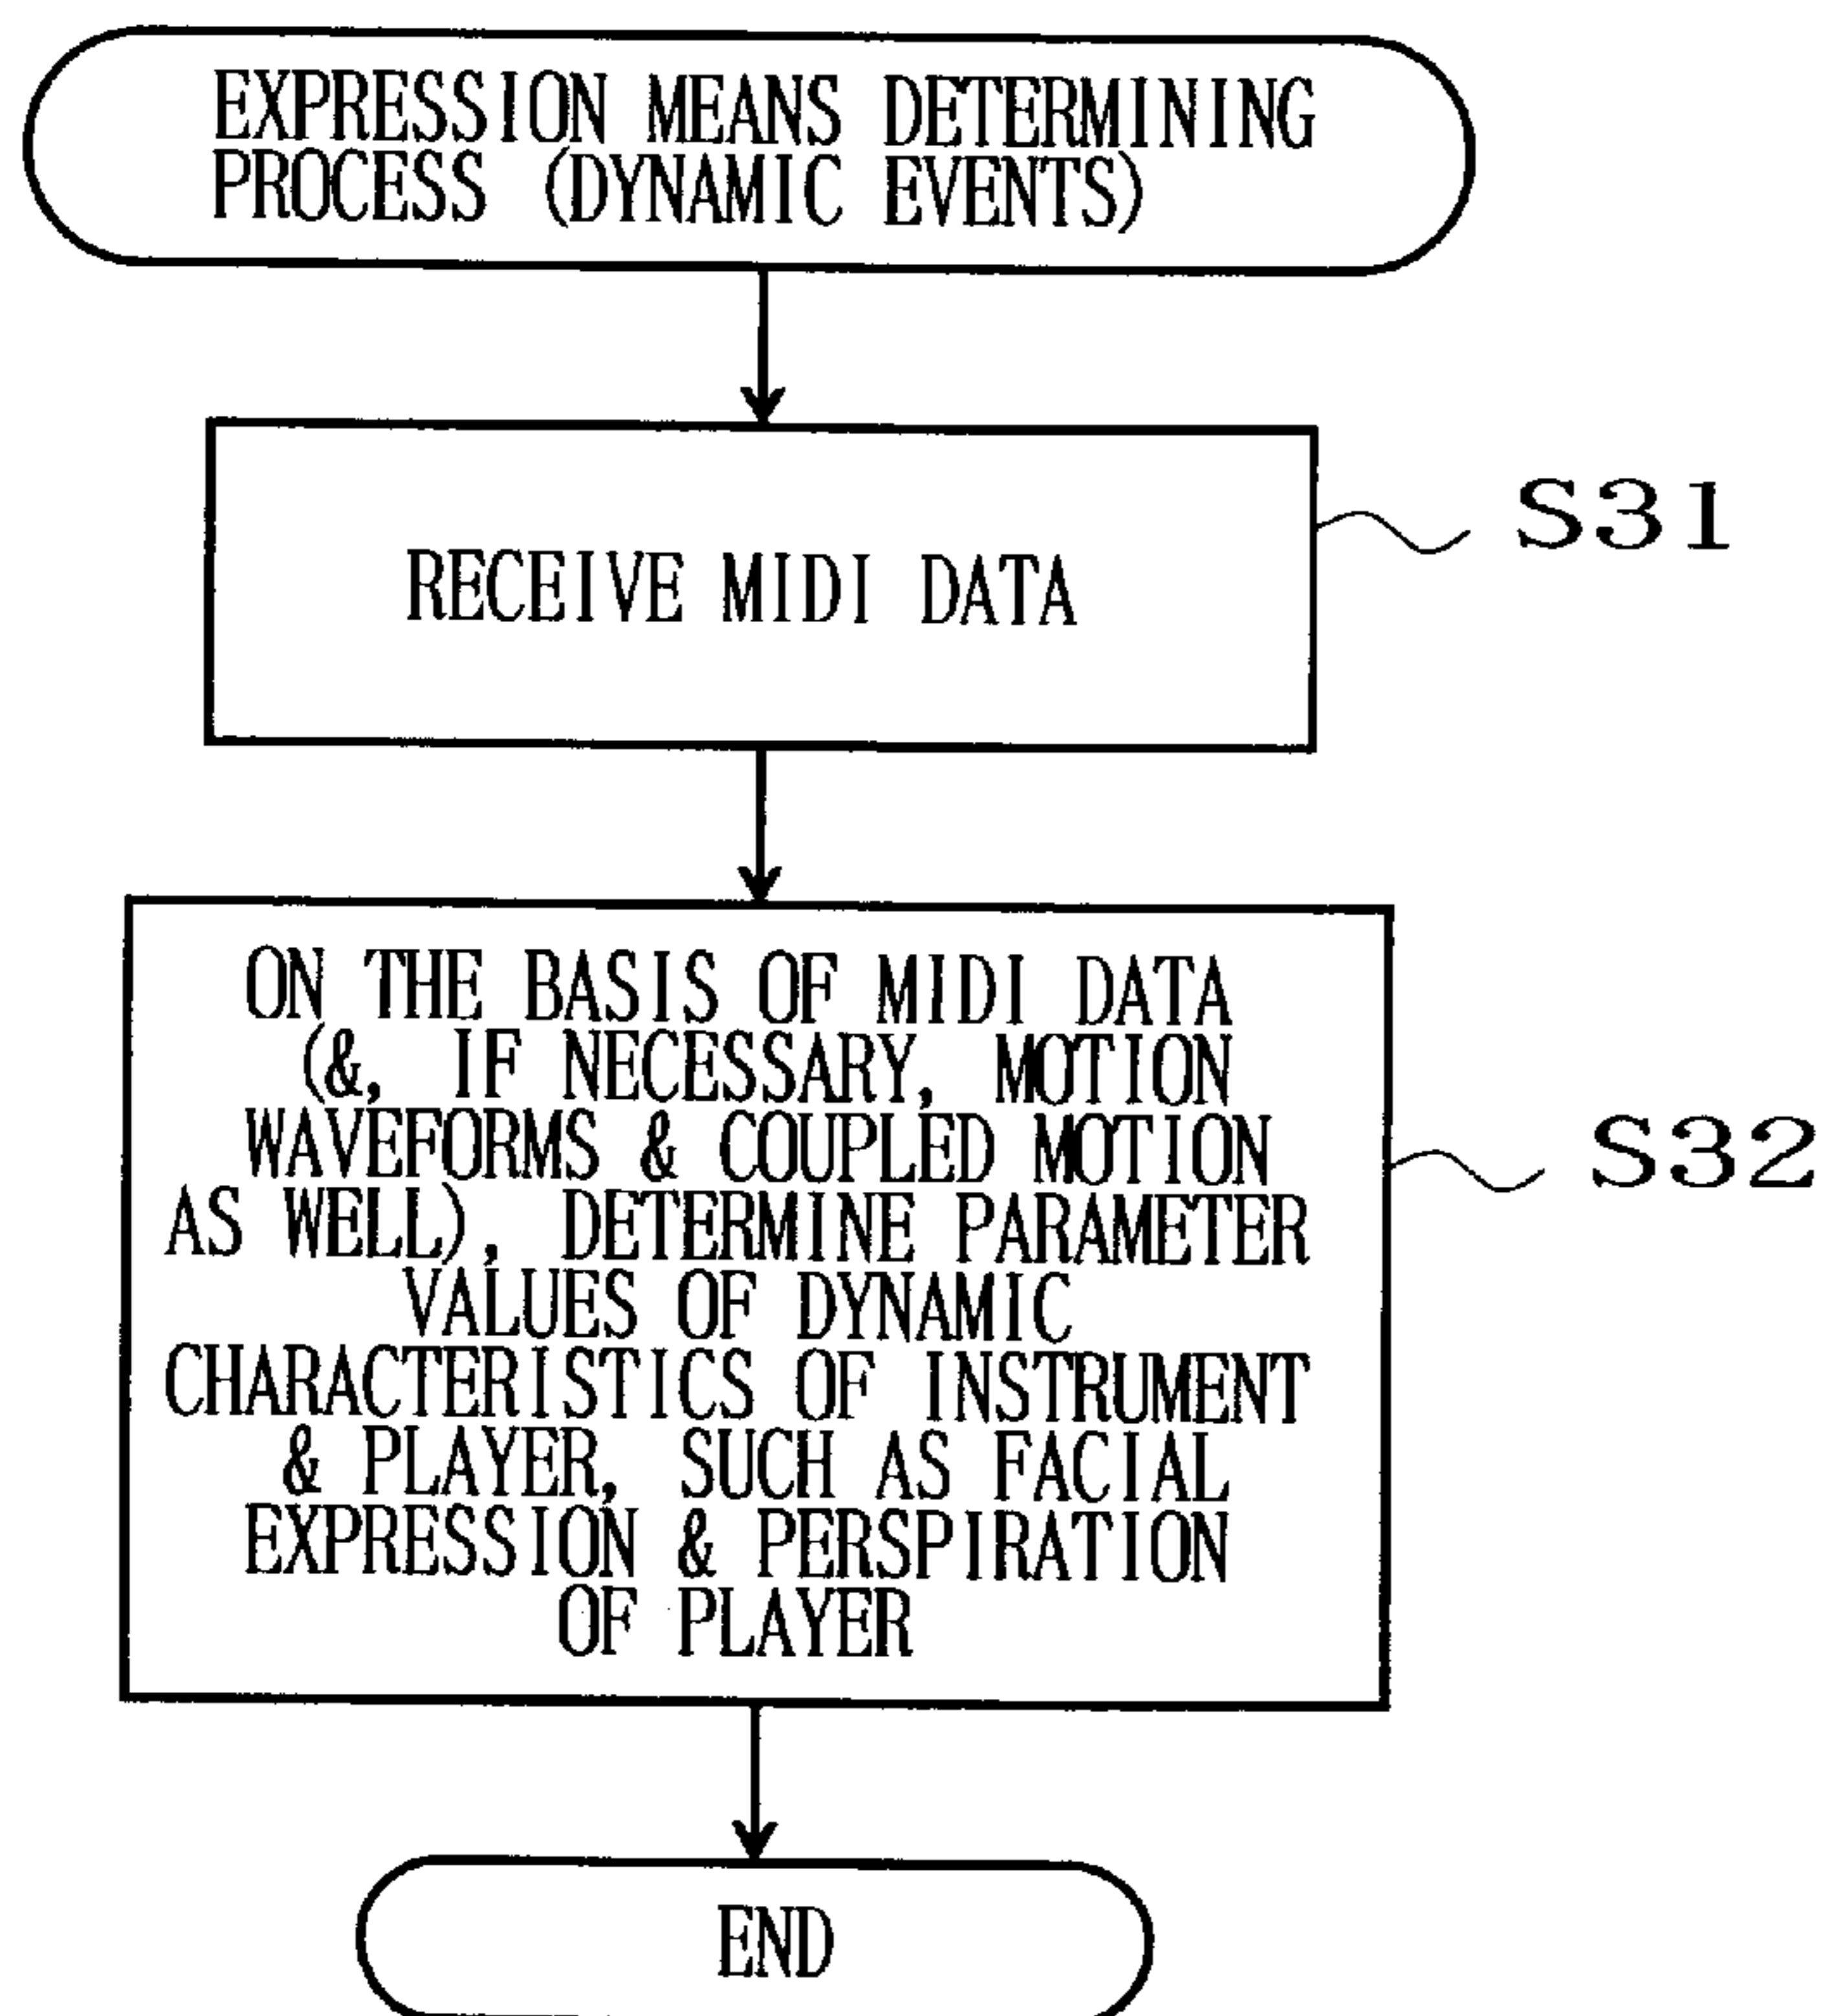 EXPRESSION MEANS DETERMINING
PROCESS (DYNAMIC EVENTS)
RECEIVE MIDI DATA
S31
ON THE BASIS OF MIDI DATA
(&, IF NECESSARY, MOTION
WAVEFORMS & COUPLED MOTION
AS WELL), DETERMINE PARAMETER
VALUES OF DYNAMIC
CHARACTERISTICS OF INSTRUMENT
& PLAYER, SUCH AS FACIAL
EXPRESSION & PERSPIRATION
OF PLAYER
S32
END